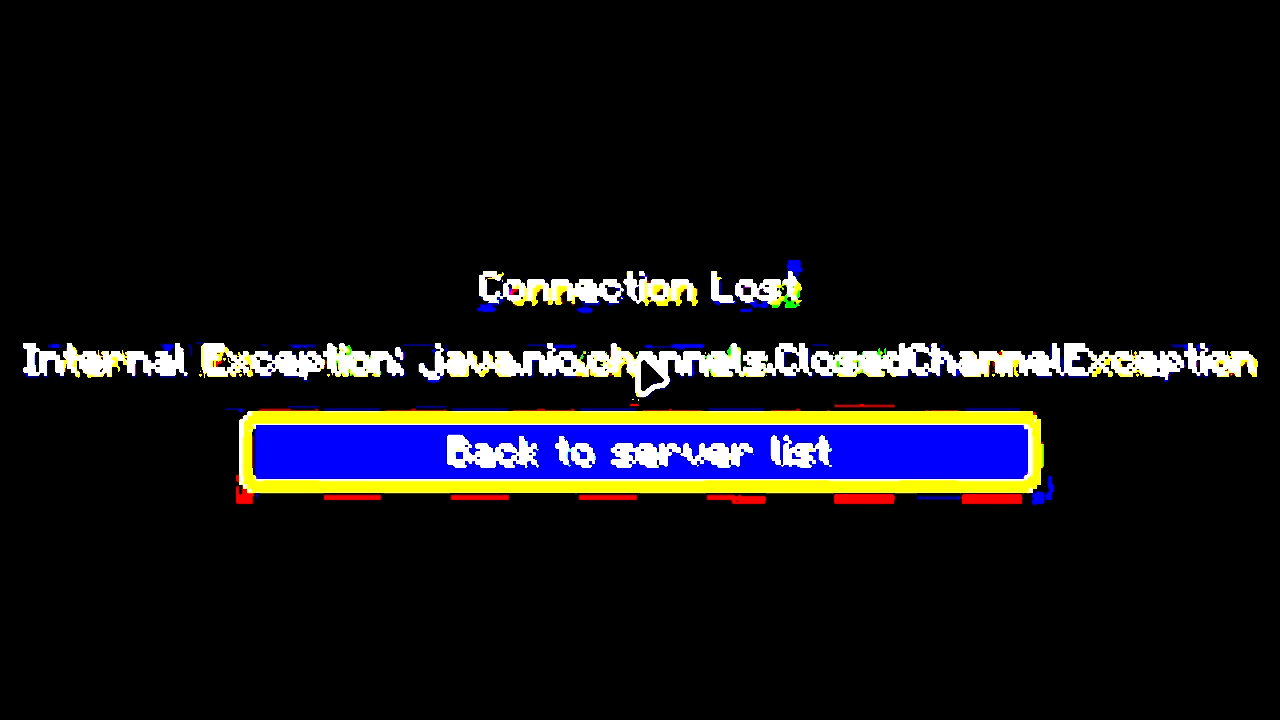 Connection Lost
Internal Exception: java.nio.channels.ClosedChannelException
Back to server list